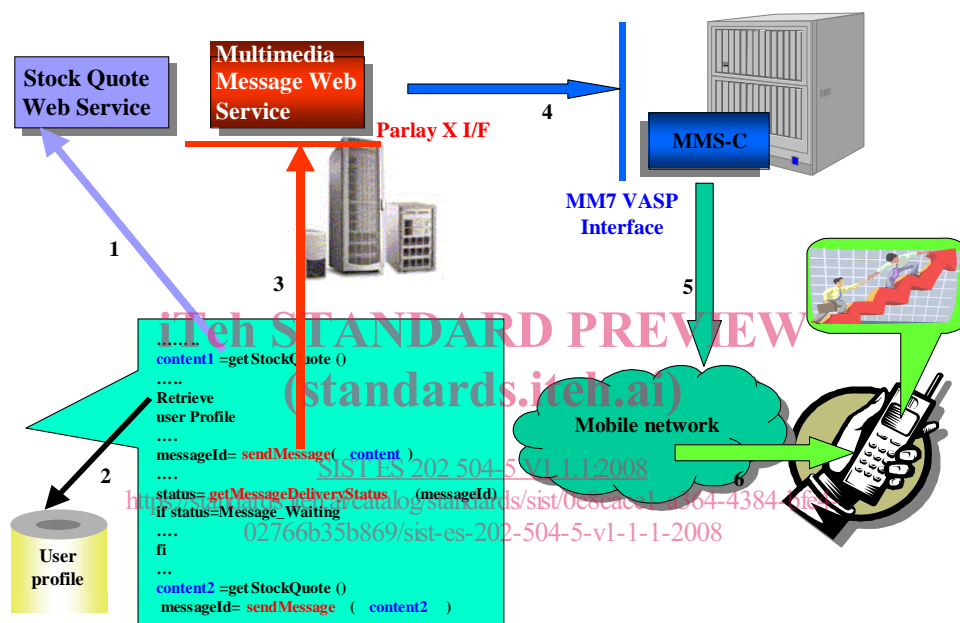 Stock Quote
Web Service
Multimedia
Message Web
Service
Parlay X I/F
4
MMS-C
MM7 VASP
Interface
1
3
5
iTeh STANDARD PREVIEW
(standards.iteh.ai)
........
content1 =getStockQuote ()
.....
Retrieve
user Profile
....
messageId= sendMessage( content )
....
status= getMessageDeliveryStatus (messageId)
if status=Message_Waiting
....
fi
...
content2 =getStockQuote ()
messageId= sendMessage ( content2 )
2
User
profile
Mobile network
6
SIST ES 202 504-5 V1.1.1:2008
02766b35b869/sist-es-202-504-5-v1-1-1-2008